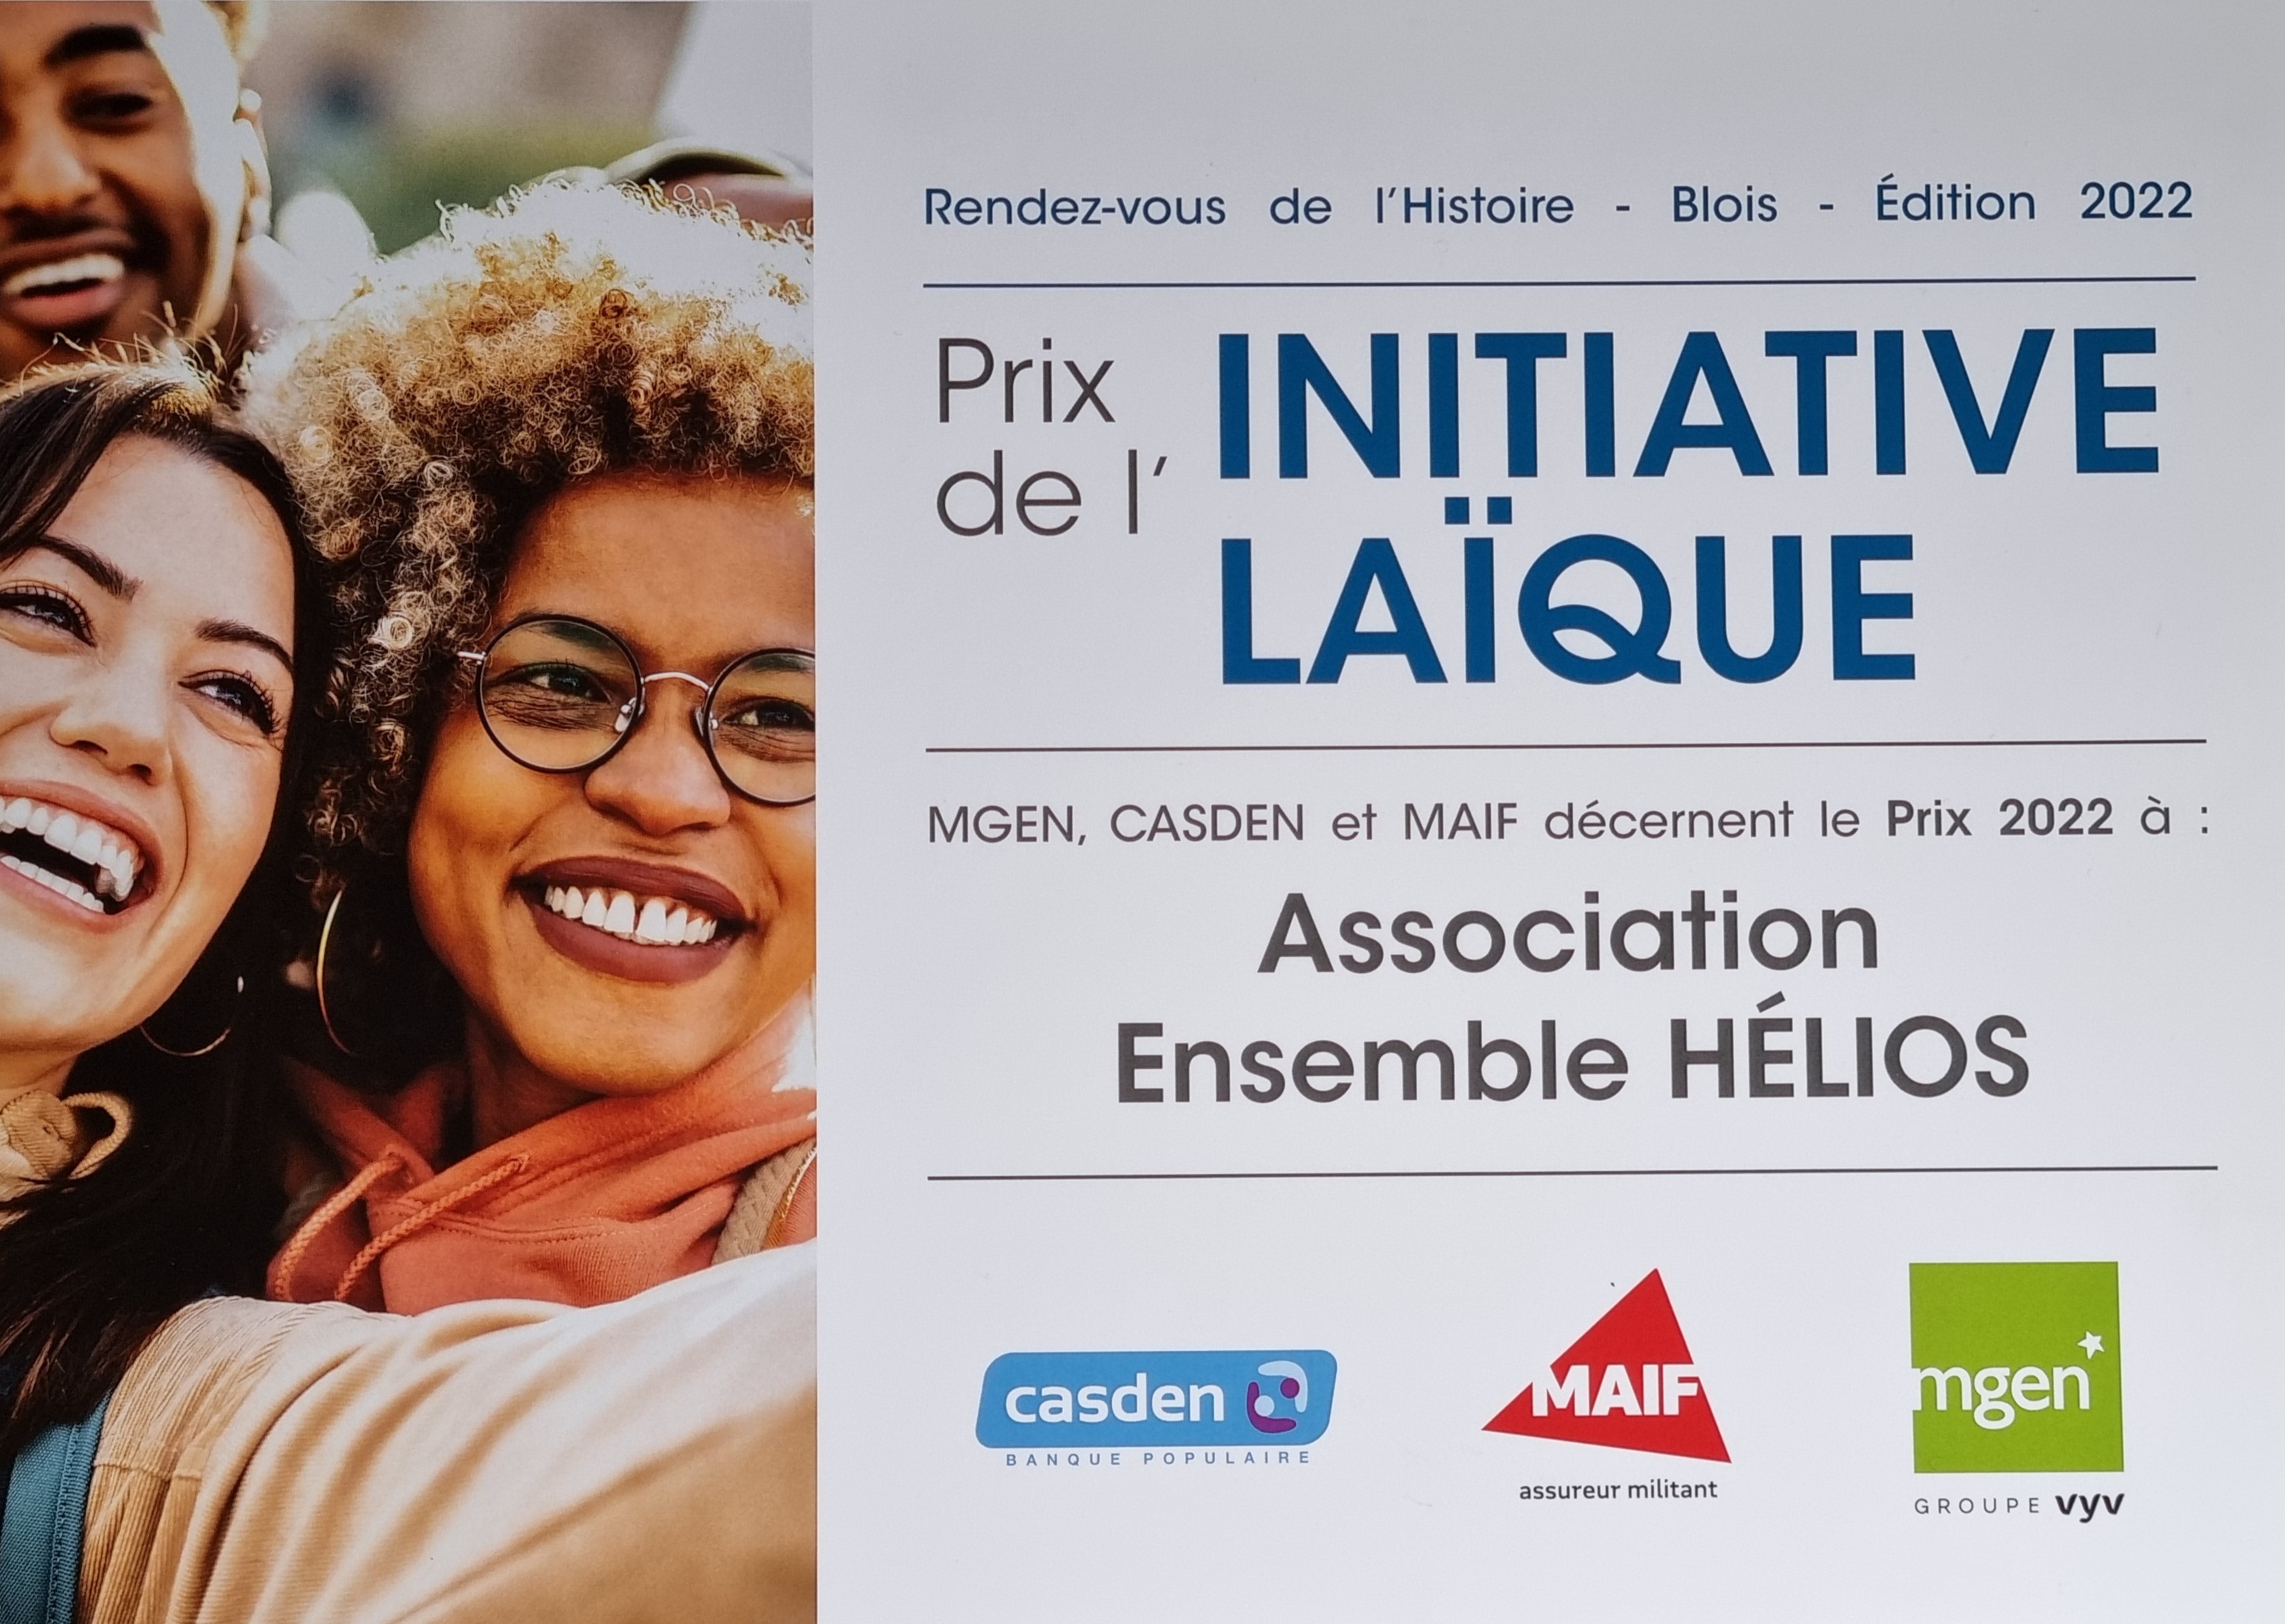 Rendez-vous de l'Histoire - Blois - Édition 2022
Prix de l' INITIATIVE
LAÏQUE
MGEN, CASDEN et MAIF décernent le Prix 2022 à :
Association
Ensemble HÉLIOS
casden
BANQUE POPULAIRE
MAIF
assureur militant
mgen
GROUPE vyv